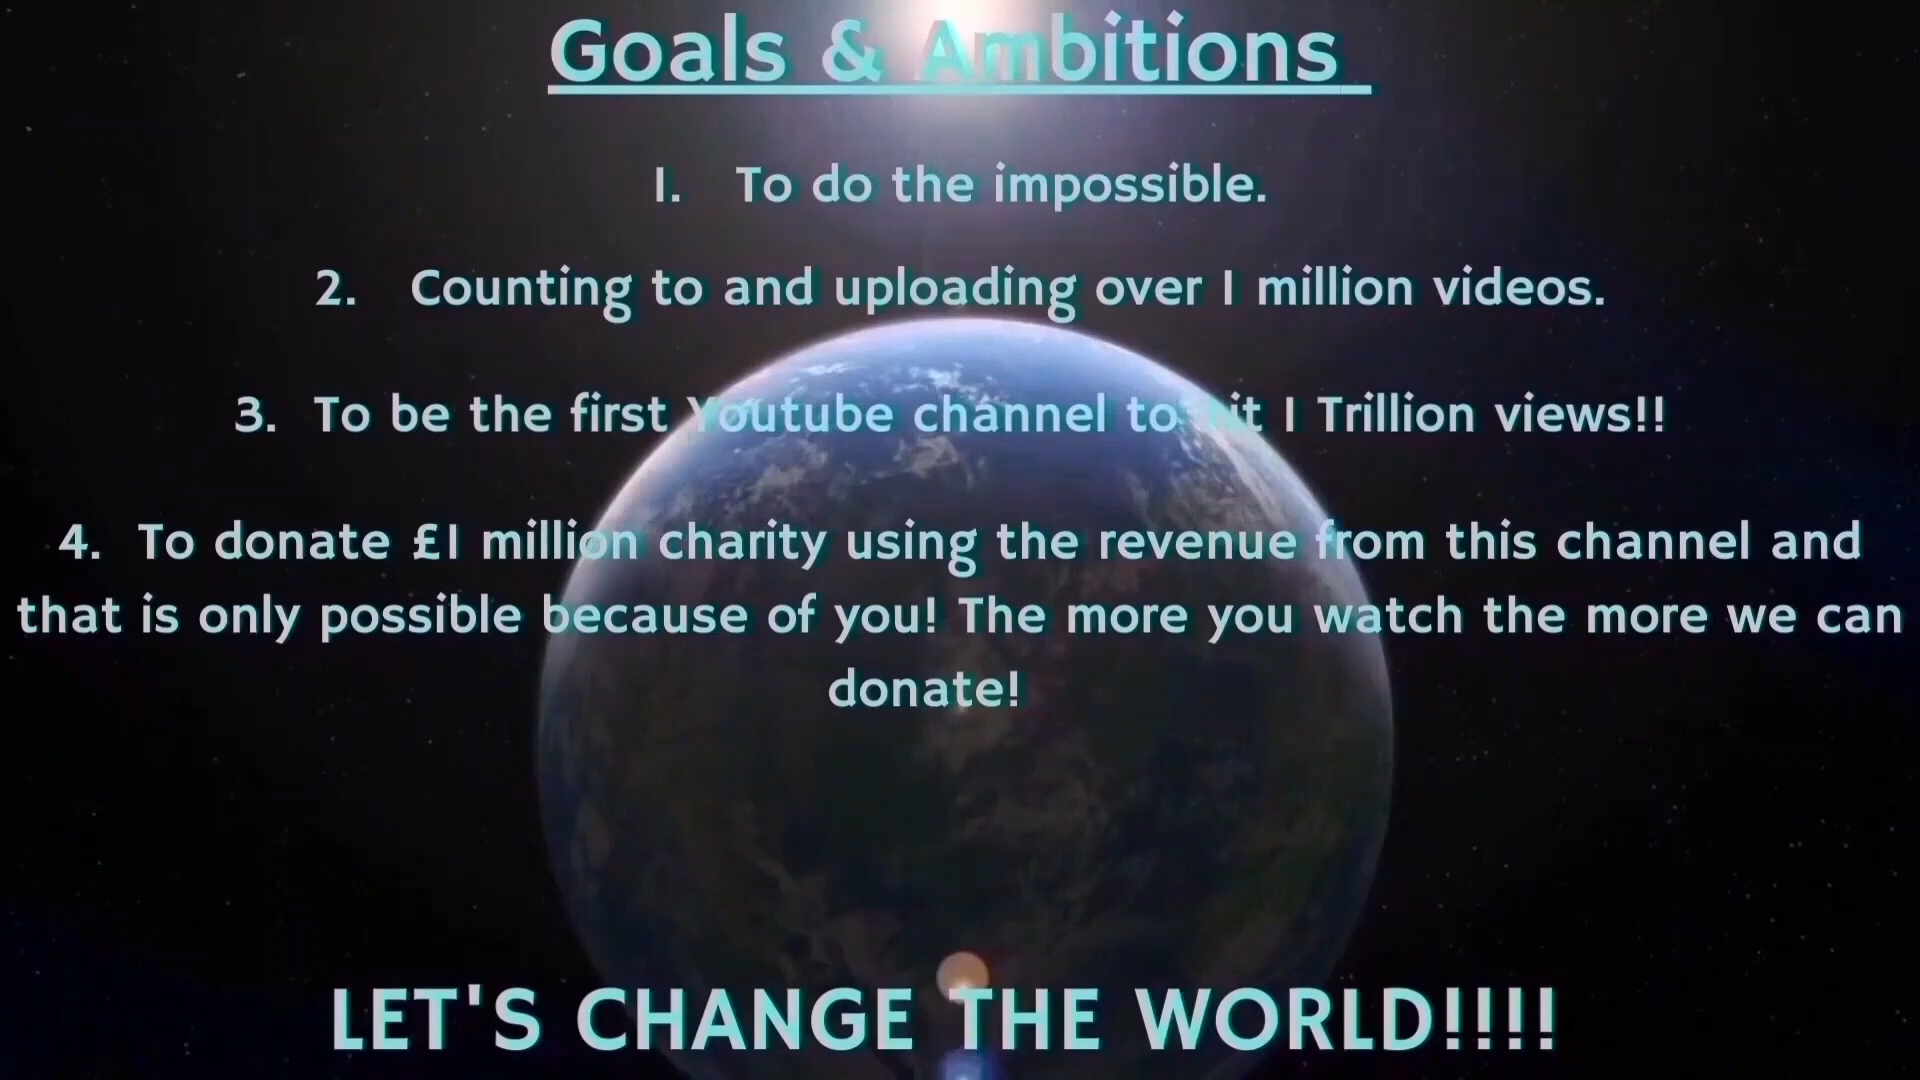 Goals & Ambitions
1. To do the impossible.
2. Counting to and uploading over 1 million videos.
3. To be the first Youtube channel to hit 1 Trillion views!!
4. To donate £1 million charity using the revenue from this channel and
that is only possible because of you! The more you watch the more we can
donate!
LET'S CHANGE THE WORLD!!!!